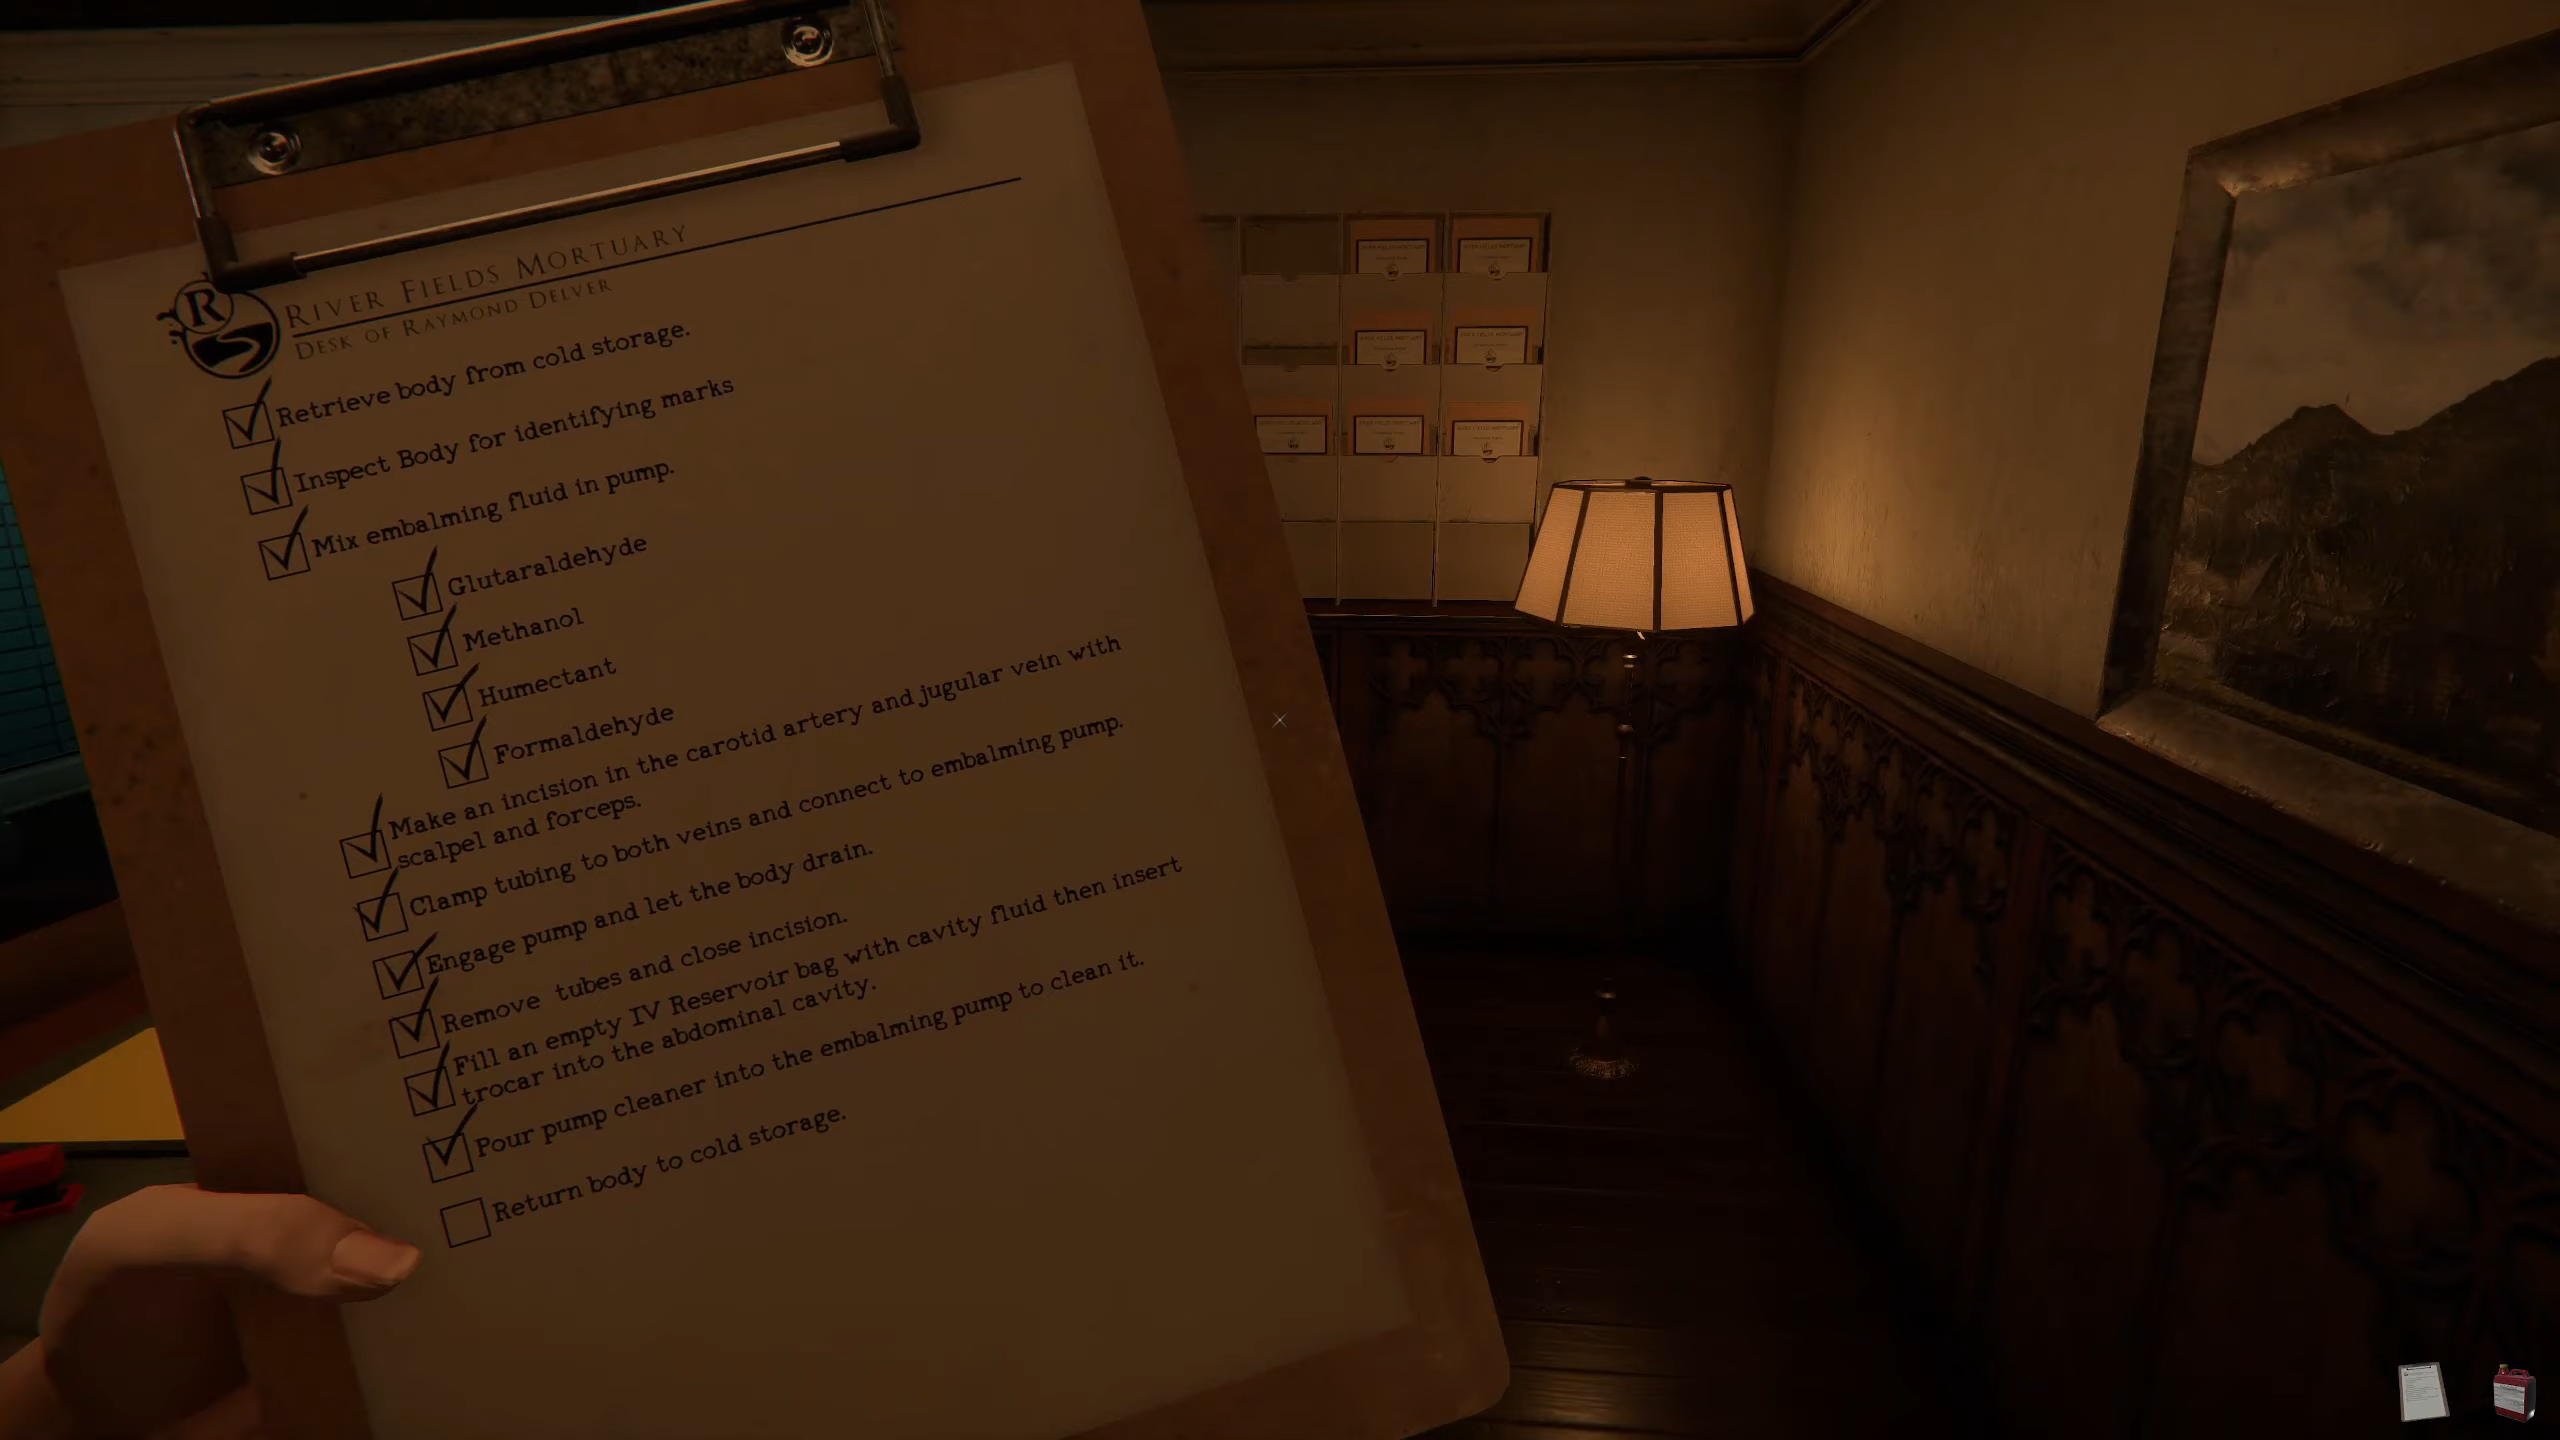 R
RIVER FIELDS MORTUARY
DESK OF RAYMOND DELVER
Retrieve body from cold storage.
Inspect Body for identifying marks
Mix embalming fluid in pump.
Glutaraldehyde
Methanol
Humectant
Formaldehyde
Make an incision in the carotid artery and jugular vein with
scalpel and forceps.
Clamp tubing to both veins and connect to embalming pump.
Engage pump and let the body drain.
Remove tubes and close incision.
Fill an empty IV Reservoir bag with cavity fluid then insert
trocar into the abdominal cavity.
Pour pump cleaner into the embalming pump to clean it.
Return body to cold storage.